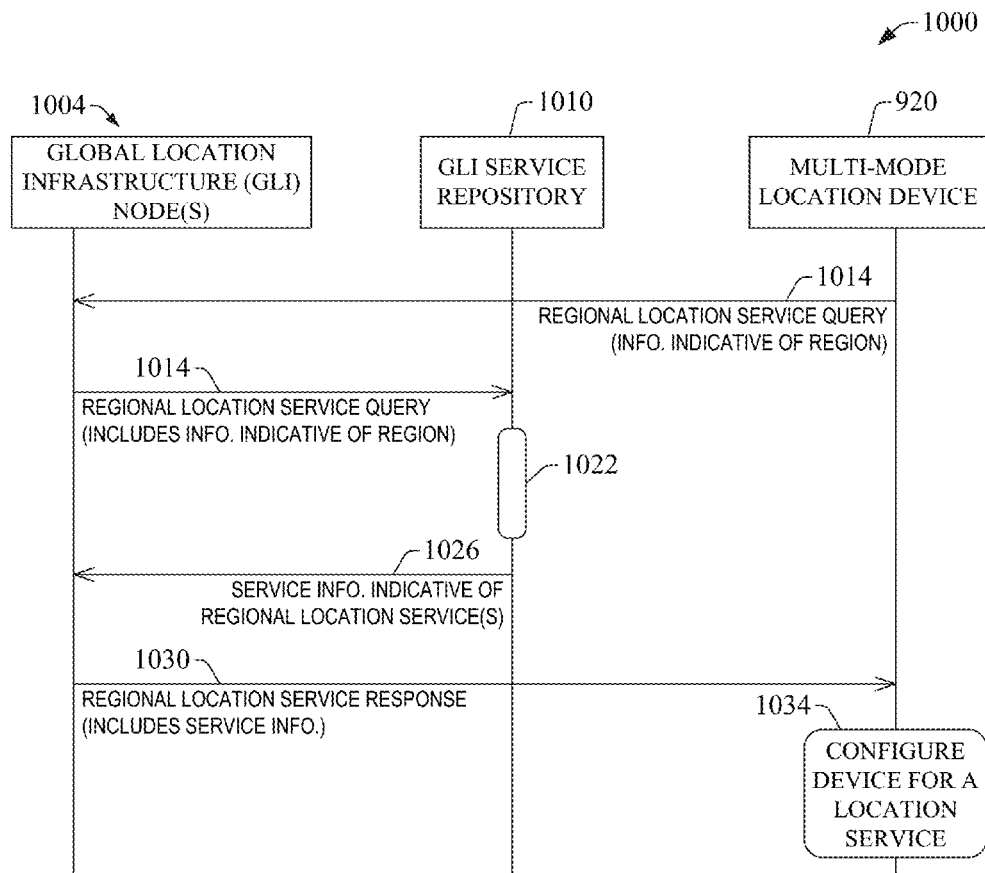 1000
1004
1010
920
GLOBAL LOCATION
INFRASTRUCTURE (GLI)
NODE(S)
GLI SERVICE
REPOSITORY
MULTI-MODE
LOCATION DEVICE
1014
REGIONAL LOCATION SERVICE QUERY
(INFO. INDICATIVE OF REGION)
1014
REGIONAL LOCATION SERVICE QUERY
(INCLUDES INFO. INDICATIVE OF REGION)
1022
1026
SERVICE INFO. INDICATIVE OF
REGIONAL LOCATION SERVICE(S)
1030
REGIONAL LOCATION SERVICE RESPONSE
(INCLUDES SERVICE INFO.)
1034
CONFIGURE
DEVICE FOR A
LOCATION
SERVICE